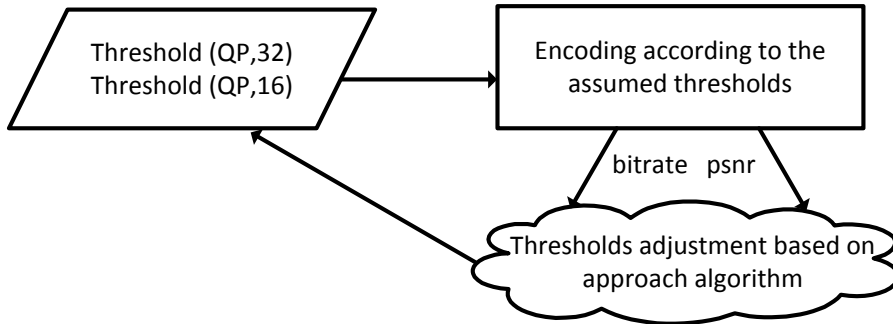 Threshold (QP,32)
Threshold (QP,16)
Encoding according to the
assumed thresholds
bitrate psnr
Thresholds adjustment based on
approach algorithm